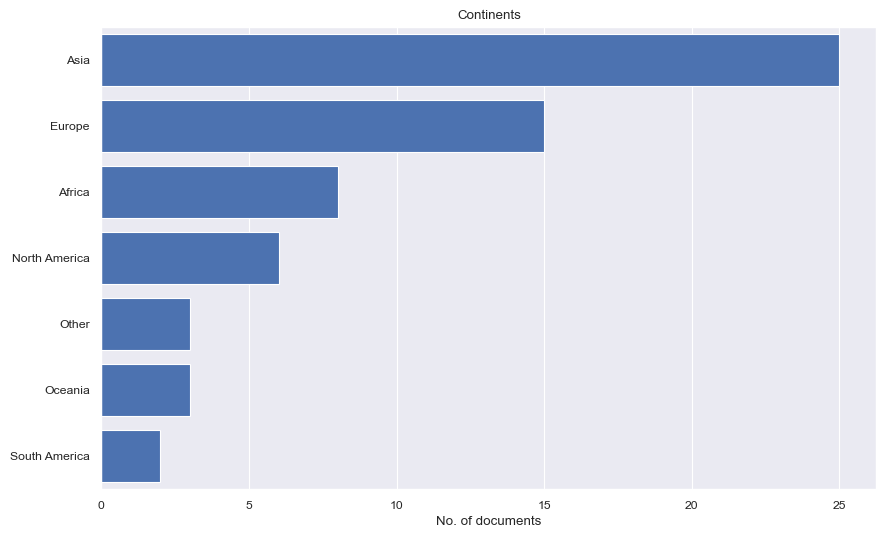 Continents
Asia
Europe
Africa
North America
Other
Oceania
South America
0 5 10 15 20 25
No. of documents